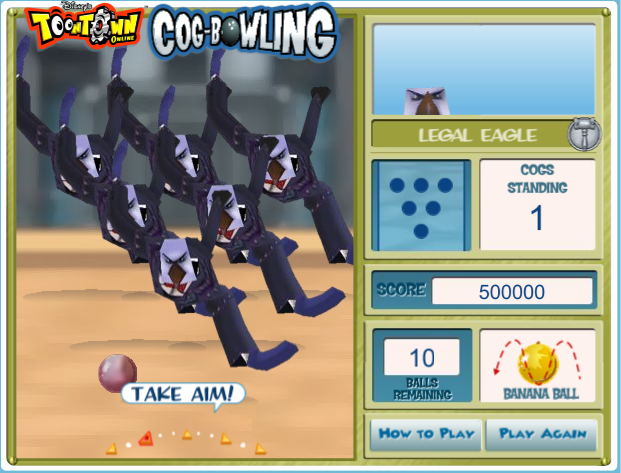 Disney's
TOONTOWN
ONLINE
COG-BOWLING
LEGAL EAGLE
COGS
STANDING
1
SCORE
500000
10
BALLS
REMAINING
BANANA BALL
TAKE AIM!
HOW TO PLAY
PLAY AGAIN